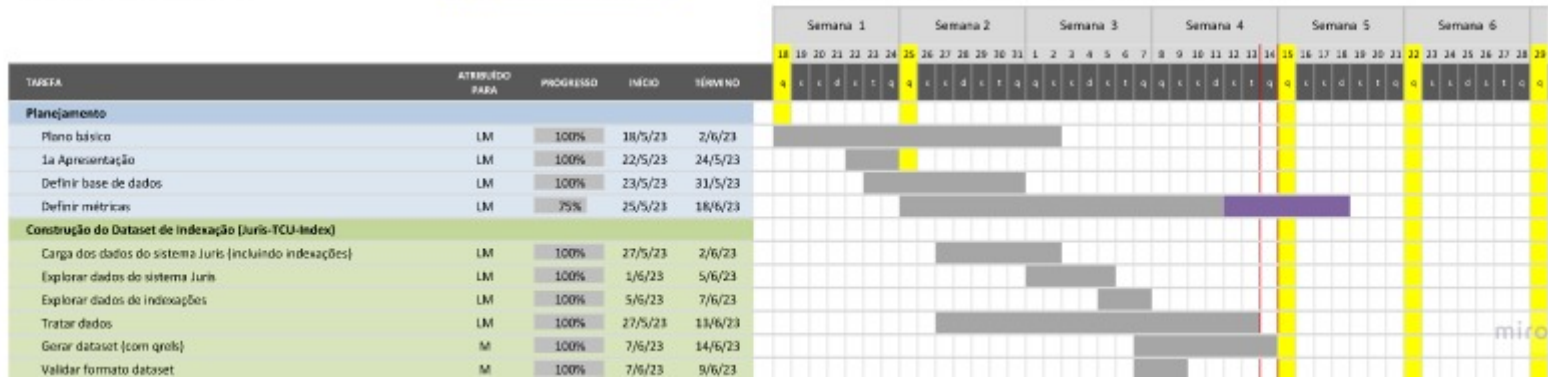 Semana 1 Semana 2 Semana 3 Semana 4 Semana 5 Semana 6
18 19 20 21 22 23 24 25 26 27 28 29 30 31 1 2 3 4 5 6 7 8 9 10 11 12 13 14 15 16 17 18 19 20 21 22 23 24 25 26 27 28 29
TAREFA ATRIBUÍDO PARA PROGRESSO INÍCIO TÉRMINO q s s d s t q q s s d s t q q s s d s t q q s s d s t q q s s d s t q q s s d s t q q
Planejamento
Plano básico LM 100% 18/5/23 2/6/23
1a Apresentação LM 100% 22/5/23 24/5/23
Definir base de dados LM 100% 23/5/23 31/5/23
Definir métricas LM 75% 25/5/23 18/6/23
Construção do Dataset de Indexação (Juris-TCU-Index)
Carga dos dados do sistema Juris (incluindo indexações) LM 100% 27/5/23 2/6/23
Explorar dados do sistema Juris LM 100% 1/6/23 5/6/23
Explorar dados de indexações LM 100% 5/6/23 7/6/23
Tratar dados LM 100% 27/5/23 13/6/23
Gerar dataset (com qrels) M 100% 7/6/23 14/6/23
Validar formato dataset M 100% 7/6/23 9/6/23
miro